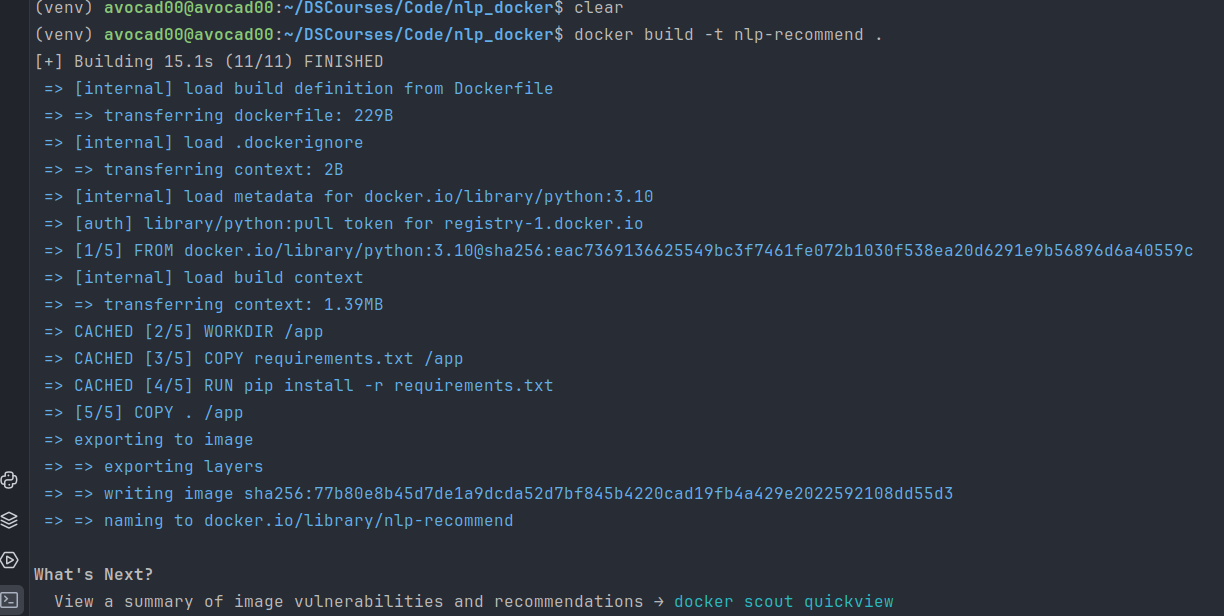 (venv) avocad00@avocad00:~/DSCourses/Code/nlp_docker$ clear
(venv) avocad00@avocad00:~/DSCourses/Code/nlp_docker$ docker build -t nlp-recommend .
[+] Building 15.1s (11/11) FINISHED
=> [internal] load build definition from Dockerfile
=> => transferring dockerfile: 229B
=> [internal] load .dockerignore
=> => transferring context: 2B
=> [internal] load metadata for docker.io/library/python:3.10
=> [auth] library/python:pull token for registry-1.docker.io
=> [1/5] FROM docker.io/library/python:3.10@sha256:eac7369136625549bc3f7461fe072b1030f538ea20d6291e9b56896d6a40559c
=> [internal] load build context
=> => transferring context: 1.39MB
=> CACHED [2/5] WORKDIR /app
=> CACHED [3/5] COPY requirements.txt /app
=> CACHED [4/5] RUN pip install -r requirements.txt
=> [5/5] COPY . /app
=> exporting to image
=> => exporting layers
=> => writing image sha256:77b80e8b45d7de1a9dcda52d7bf845b4220cad19fb4a429e2022592108dd55d3
=> => naming to docker.io/library/nlp-recommend
What's Next?
View a summary of image vulnerabilities and recommendations → docker scout quickview